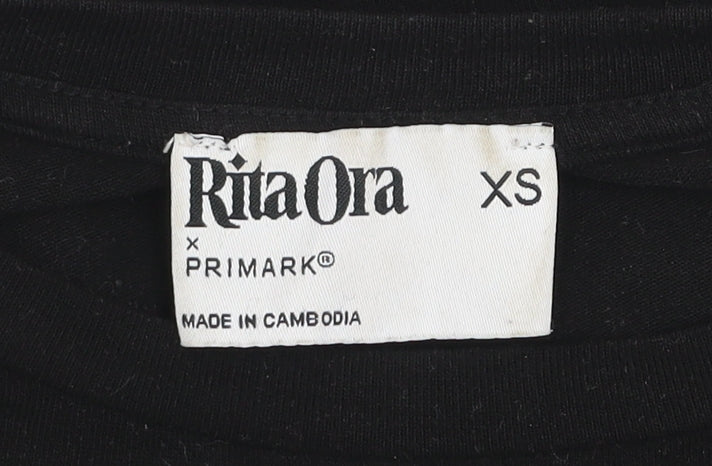 Rita Ora XS
x
PRIMARK®
MADE IN CAMBODIA